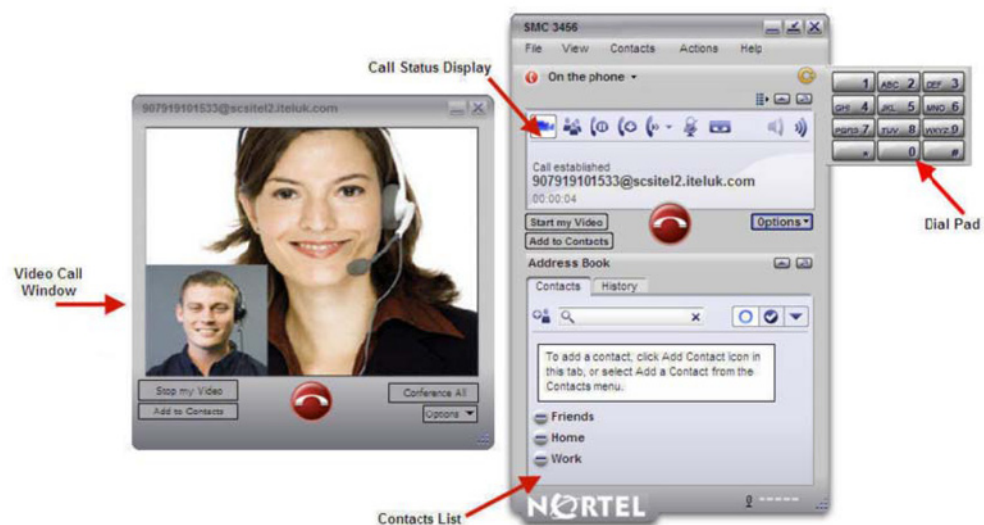 Video Call
Window
907919101533@scsitel2.iteluk.com
Stop my Video
Add to Contacts
Conference All
Options
Call Status Display
SMC 3456
File View Contacts Actions Help
On the phone
Call established
907919101533@scsitel2.iteluk.com
00:00:04
Start my Video
Add to Contacts
Options
Address Book
Contacts History
To add a contact, click Add Contact icon in
this tab, or select Add a Contact from the
Contacts menu.
Friends
Home
Work
NORTEL
Contacts List
1 ABC 2 DEF 3
GHI 4 JKL 5 MNO 6
PQRS 7 TUV 8 WXYZ 9
* 0 #
Dial Pad